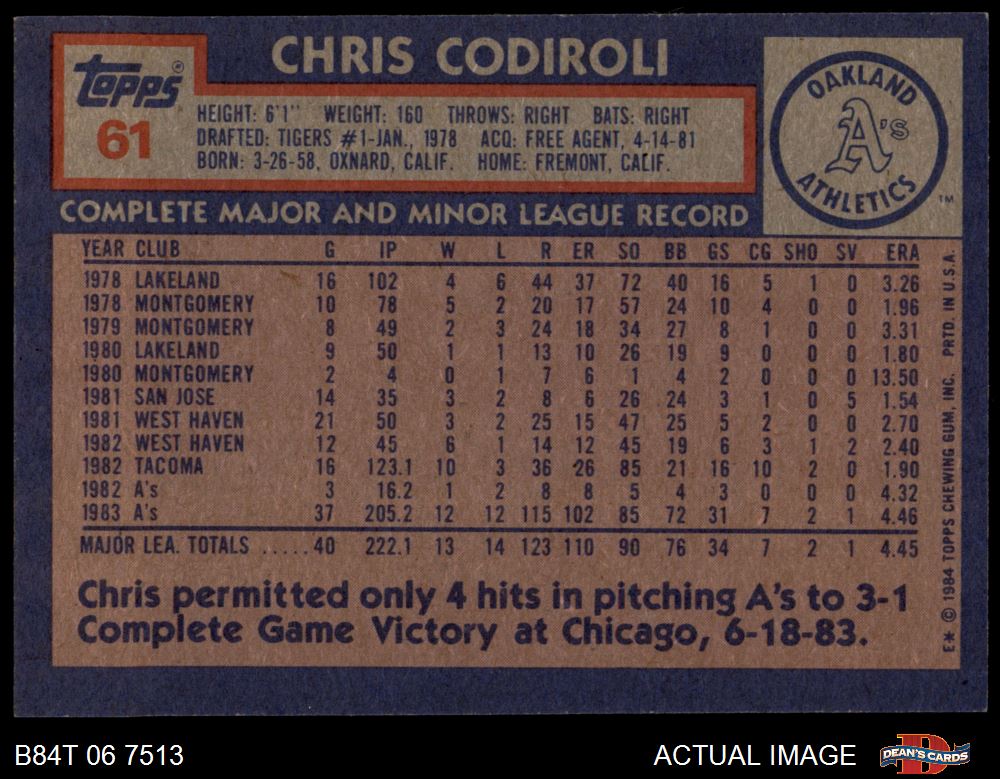 CHRIS CODIROLI
Topps®
61
HEIGHT: 6'1" WEIGHT: 160 THROWS: RIGHT BATS: RIGHT
DRAFTED: TIGERS #1-JAN., 1978 ACQ: FREE AGENT, 4-14-81
BORN: 3-26-58, OXNARD, CALIF. HOME: FREMONT, CALIF.
OAKLAND
A's
ATHLETICS
TM
COMPLETE MAJOR AND MINOR LEAGUE RECORD
YEAR CLUB G IP W L R ER SO BB GS CG SHO SV ERA
1978 LAKELAND 16 102 4 6 44 37 72 40 16 5 1 0 3.26
1978 MONTGOMERY 10 78 5 2 20 17 57 24 10 4 0 0 1.96
1979 MONTGOMERY 8 49 2 3 24 18 34 27 8 1 0 0 3.31
1980 LAKELAND 9 50 1 1 13 10 26 19 9 0 0 0 1.80
1980 MONTGOMERY 2 4 0 1 7 6 1 4 2 0 0 0 13.50
1981 SAN JOSE 14 35 3 2 8 6 26 24 3 1 0 5 1.54
1981 WEST HAVEN 21 50 3 2 25 15 47 25 5 2 0 0 2.70
1982 WEST HAVEN 12 45 6 1 14 12 45 19 6 3 1 2 2.40
1982 TACOMA 16 123.1 10 3 36 26 85 21 16 10 2 0 1.90
1982 A's 3 16.2 1 2 8 8 5 4 3 0 0 0 4.32
1983 A's 37 205.2 12 12 115 102 85 72 31 7 2 1 4.46
MAJOR LEA. TOTALS .....40 222.1 13 14 123 110 90 76 34 7 2 1 4.45
Chris permitted only 4 hits in pitching A's to 3-1
Complete Game Victory at Chicago, 6-18-83.
E* © 1984 TOPPS CHEWING GUM, INC. PRTD. IN U.S.A.
B84T 06 7513
ACTUAL IMAGE
DEAN'S CARDS